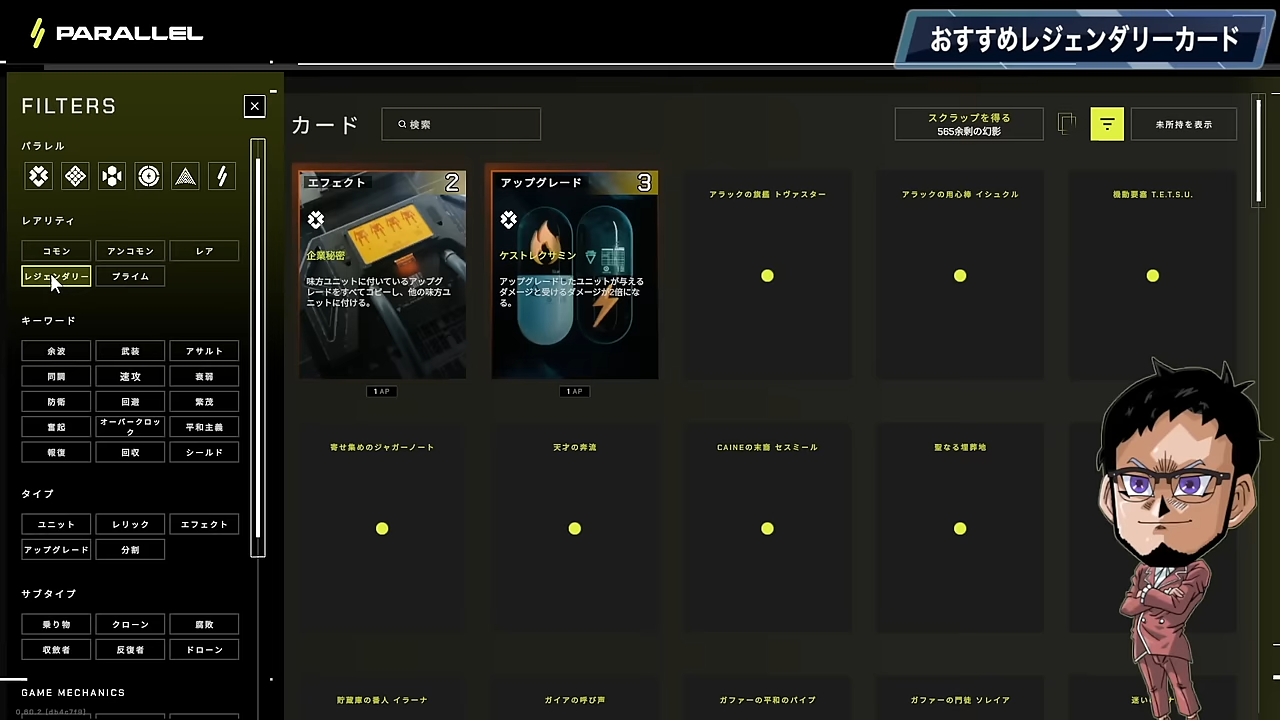 PARALLEL
おすすめレジェンダリーカード
FILTERS
パラレル
レアリティ
コモン
アンコモン
レア
レジェンダリー
プライム
キーワード
余波
武装
アサルト
同調
速攻
衰弱
防衛
回避
繁茂
奮起
オーバークロッ
ク
平和主義
報復
回収
シールド
タイプ
ユニット
レリック
エフェクト
アップグレード
分割
サブタイプ
乗り物
クローン
腐敗
収斂者
反復者
ドローン
GAME MECHANICS
カード
検索
スクラップを得る
565余剰の幻影
未所持を表示
エフェクト
2
企業秘密
味方ユニットに付いているアップグ
レードをすべてコピーし、他の味方ユ
ニットに付ける。
1 AP
アップグレード
3
ケストレクサミン
アップグレードしたユニットが与える
ダメージと受けるダメージが2倍にな
る。
1 AP
アラックの旗艦 トヴァスター
アラックの用心棒 イシュクル
機動要塞 T.E.T.S.U.
寄せ集めのジャガーノート
天才の奔流
CAINEの末裔 セスミール
聖なる埋葬地
貯蔵庫の番人 イラーナ
ガイアの呼び声
ガファーの平和のパイプ
ガファーの門徒 ソレイア